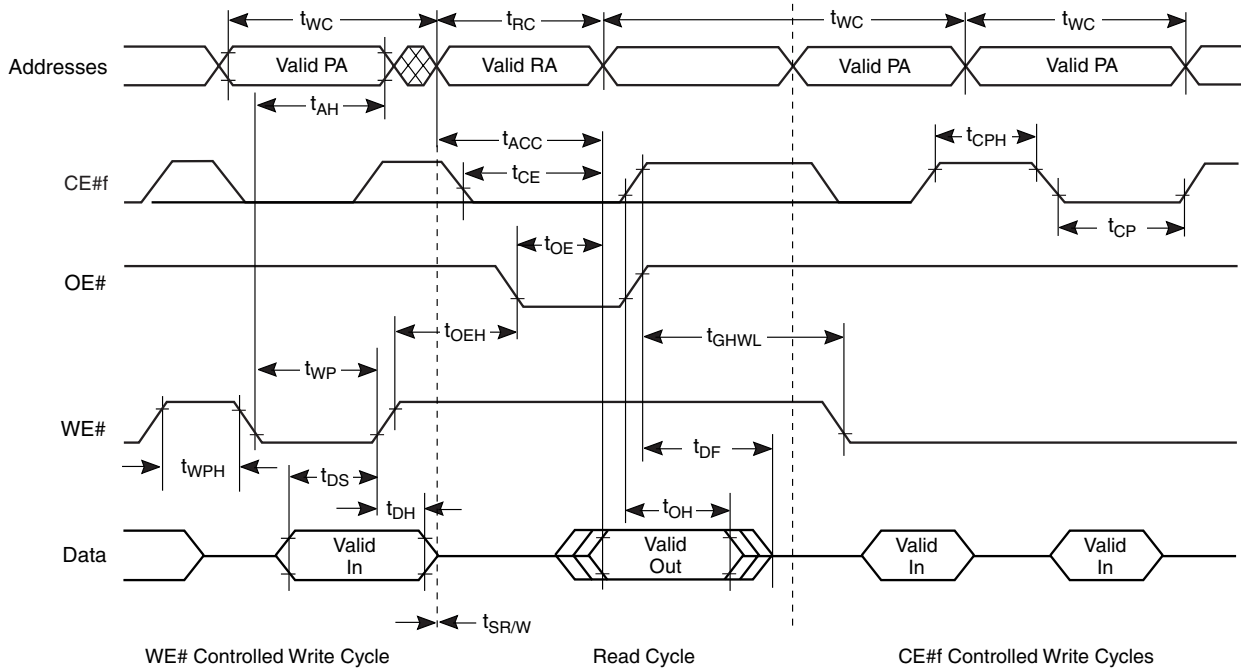 tWC tRC tWC tWC
Addresses Valid PA Valid RA Valid PA Valid PA
tAH
tACC tCPH
CE#f tCE
tCP
tOE
OE#
tOEH tGHWL
tWP
WE#
tDF
tWPH tDS
tDH tOH
Data Valid In Valid Out Valid In Valid In
tSR/W
WE# Controlled Write Cycle Read Cycle CE#f Controlled Write Cycles